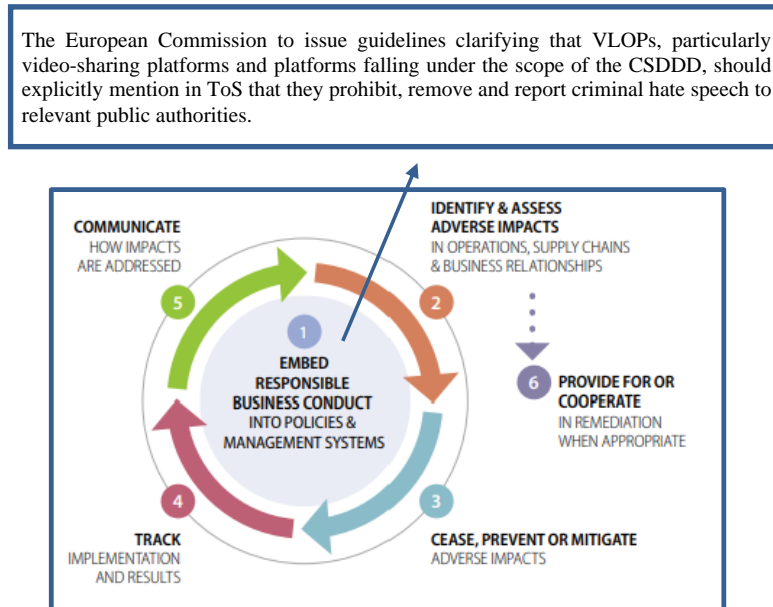 The European Commission to issue guidelines clarifying that VLOPs, particularly
video-sharing platforms and platforms falling under the scope of the CSDDD, should
explicitly mention in ToS that they prohibit, remove and report criminal hate speech to
relevant public authorities.
COMMUNICATE
HOW IMPACTS
ARE ADDRESSED
5
IDENTIFY & ASSESS
ADVERSE IMPACTS
IN OPERATIONS, SUPPLY CHAINS
& BUSINESS RELATIONSHIPS
2
1
EMBED
RESPONSIBLE
BUSINESS CONDUCT
INTO POLICIES &
MANAGEMENT SYSTEMS
6
PROVIDE FOR OR
COOPERATE
IN REMEDIATION
WHEN APPROPRIATE
4
TRACK
IMPLEMENTATION
AND RESULTS
3
CEASE, PREVENT OR MITIGATE
ADVERSE IMPACTS